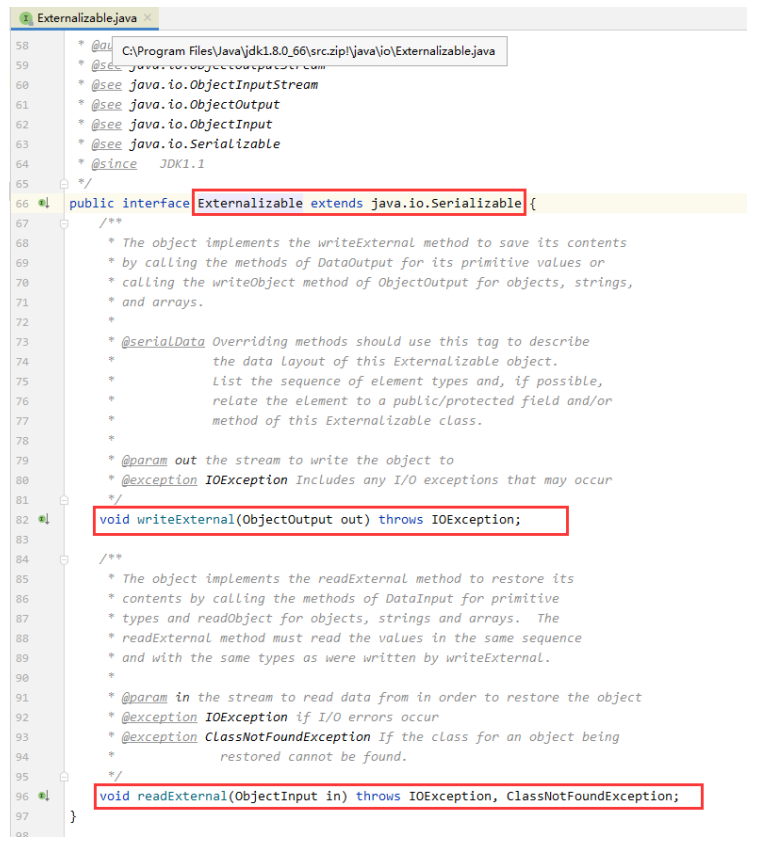 Externalizable.java
58 * @au C:\Program Files\Java\jdk1.8.0_66\src.zip!\java\io\Externalizable.java
59 * @see java.io.ObjectOutputStream
60 * @see java.io.ObjectInputStream
61 * @see java.io.ObjectOutput
62 * @see java.io.ObjectInput
63 * @see java.io.Serializable
64 * @since   JDK1.1
65 */
66 public interface Externalizable extends java.io.Serializable {
67 /**
68 * The object implements the writeExternal method to save its contents
69 * by calling the methods of DataOutput for its primitive values or
70 * calling the writeObject method of ObjectOutput for objects, strings,
71 * and arrays.
72 *
73 * @serialData Overriding methods should use this tag to describe
74 * the data layout of this Externalizable object.
75 * List the sequence of element types and, if possible,
76 * relate the element to a public/protected field and/or
77 * method of this Externalizable class.
78 *
79 * @param out the stream to write the object to
80 * @exception IOException Includes any I/O exceptions that may occur
81 */
82 void writeExternal(ObjectOutput out) throws IOException;
83
84 /**
85 * The object implements the readExternal method to restore its
86 * contents by calling the methods of DataInput for primitive
87 * types and readObject for objects, strings and arrays.  The
88 * readExternal method must read the values in the same sequence
89 * and with the same types as were written by writeExternal.
90 *
91 * @param in the stream to read data from in order to restore the object
92 * @exception IOException if I/O errors occur
93 * @exception ClassNotFoundException If the class for an object being
94 * restored cannot be found.
95 */
96 void readExternal(ObjectInput in) throws IOException, ClassNotFoundException;
97 }
98